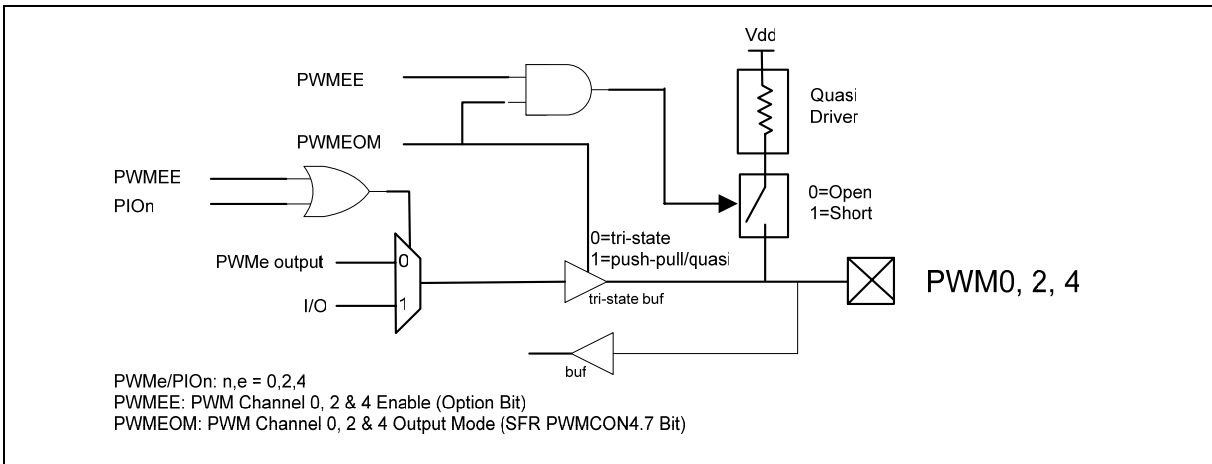 Vdd
PWMEE
Quasi
Driver
PWMEOM
PWMEE
PIOn
0=Open
1=Short
0=tri-state
1=push-pull/quasi
PWMe output
0
I/O
1
tri-state buf
PWM0, 2, 4
buf
PWMe/PIOn: n,e = 0,2,4
PWMEE: PWM Channel 0, 2 & 4 Enable (Option Bit)
PWMEOM: PWM Channel 0, 2 & 4 Output Mode (SFR PWMCON4.7 Bit)